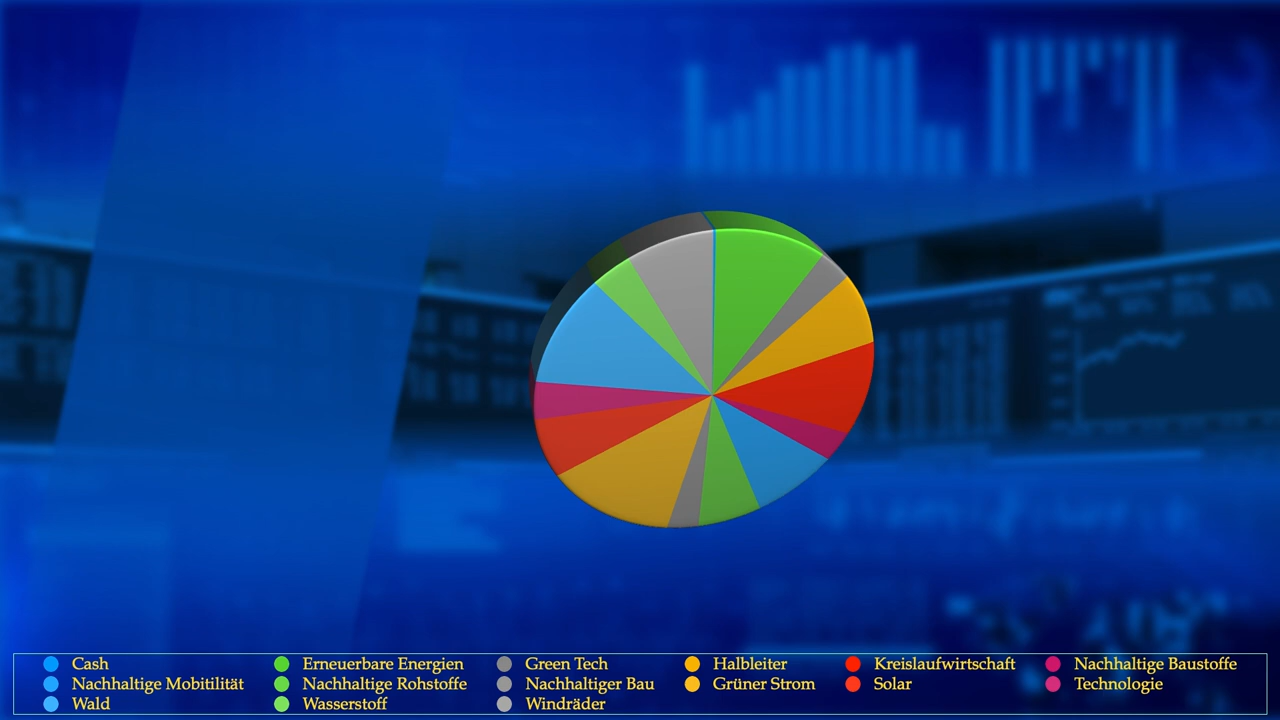 Cash Erneuerbare Energien Green Tech Halbleiter Kreislaufwirtschaft Nachhaltige Baustoffe
Nachhaltige Mobitilität Nachhaltige Rohstoffe Nachhaltiger Bau Grüner Strom Solar Technologie
Wald Wasserstoff Windräder